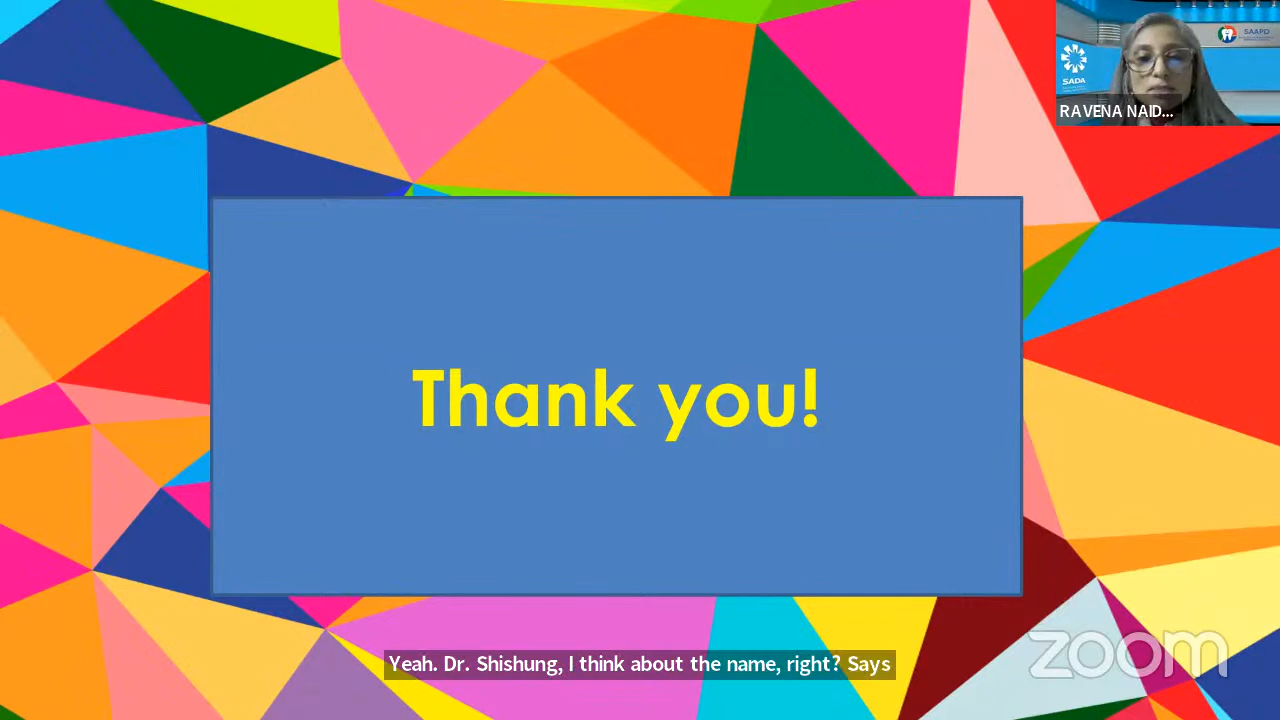 SAAPD
SADA
RAVENA NAID...
Thank you!
Yeah. Dr. Shishung, I think about the name, right? Says
zoom